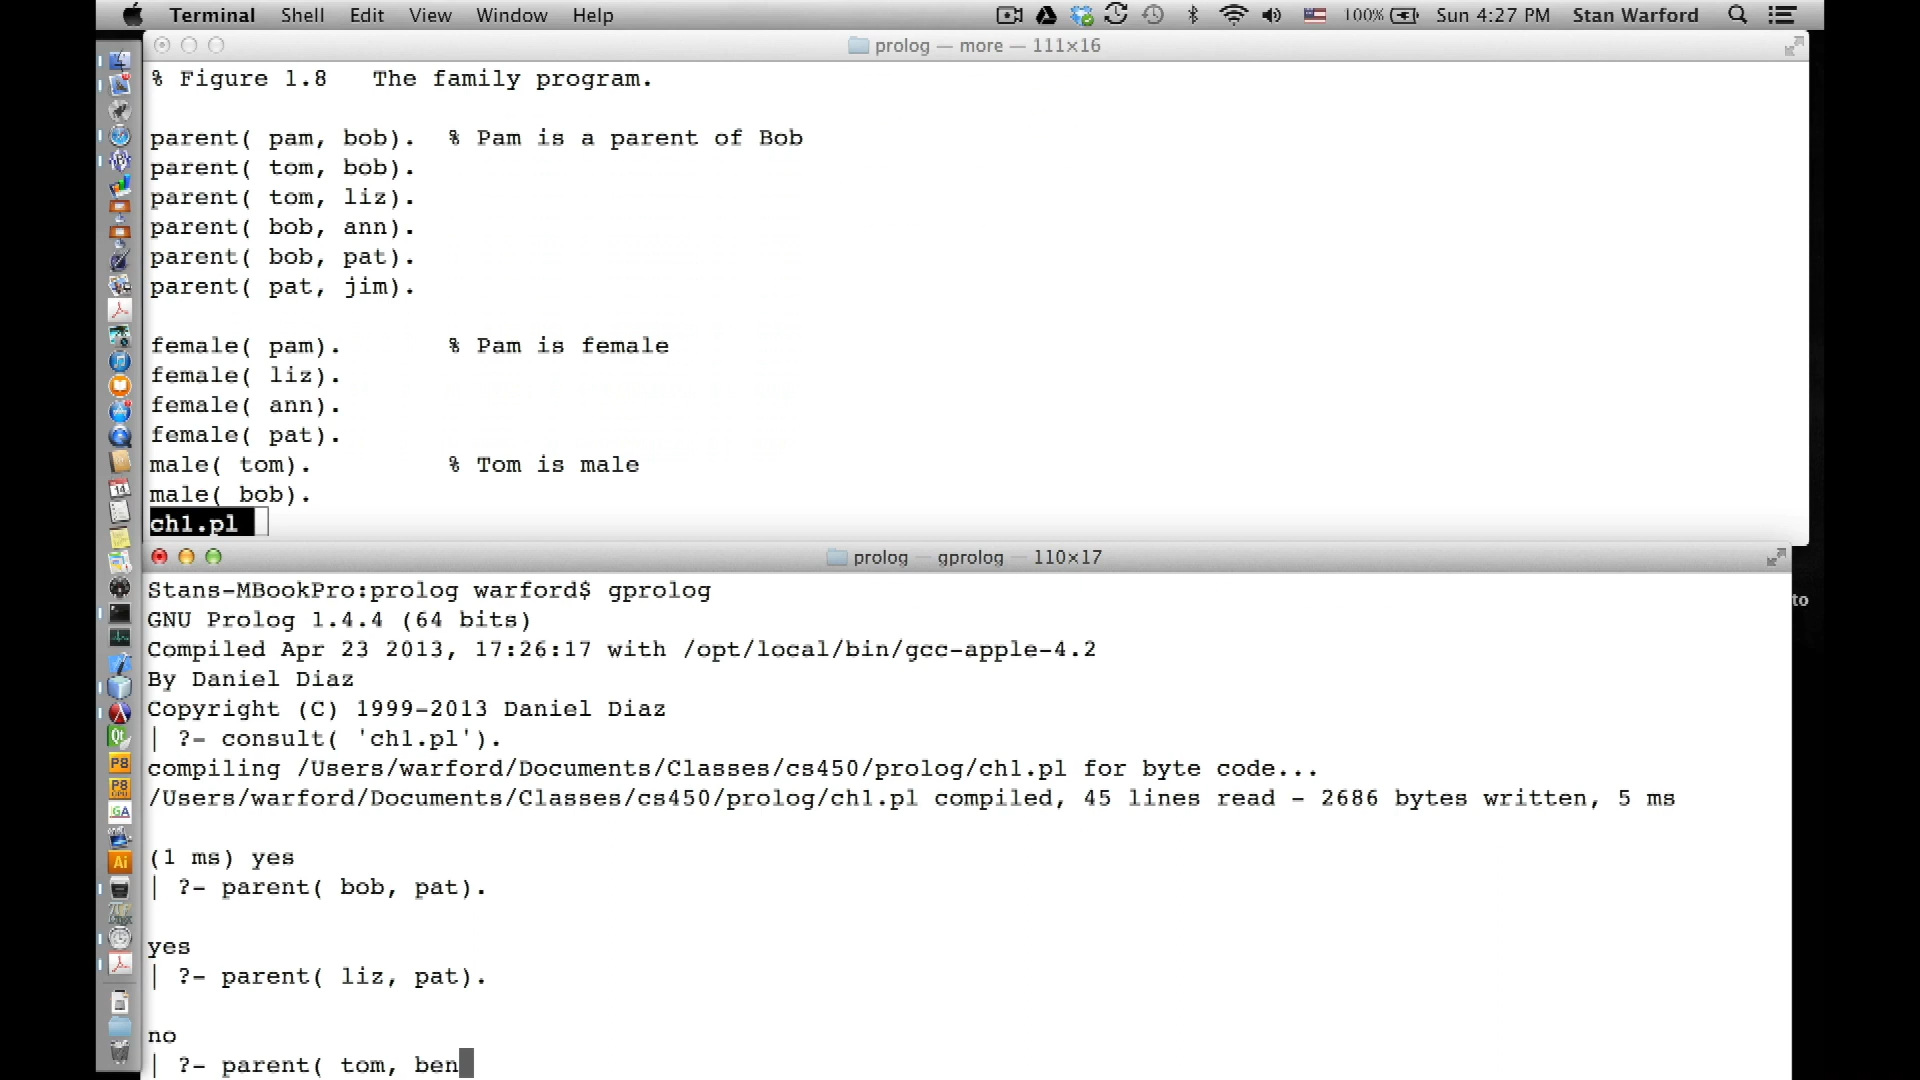 Terminal Shell Edit View Window Help 100% Sun 4:27 PM Stan Warford
prolog — more — 111×16
% Figure 1.8   The family program.
parent( pam, bob).  % Pam is a parent of Bob
parent( tom, bob).
parent( tom, liz).
parent( bob, ann).
parent( bob, pat).
parent( pat, jim).
female( pam).       % Pam is female
female( liz).
female( ann).
female( pat).
male( tom).         % Tom is male
male( bob).
ch1.pl
prolog — gprolog — 110×17
Stans-MBookPro:prolog warford$ gprolog
to
GNU Prolog 1.4.4 (64 bits)
Compiled Apr 23 2013, 17:26:17 with /opt/local/bin/gcc-apple-4.2
By Daniel Diaz
Copyright (C) 1999-2013 Daniel Diaz
| ?- consult( 'ch1.pl').
compiling /Users/warford/Documents/Classes/cs450/prolog/ch1.pl for byte code...
/Users/warford/Documents/Classes/cs450/prolog/ch1.pl compiled, 45 lines read - 2686 bytes written, 5 ms
(1 ms) yes
| ?- parent( bob, pat).
yes
| ?- parent( liz, pat).
no
| ?- parent( tom, ben
14
Qt
P8
P8
GA
Ai